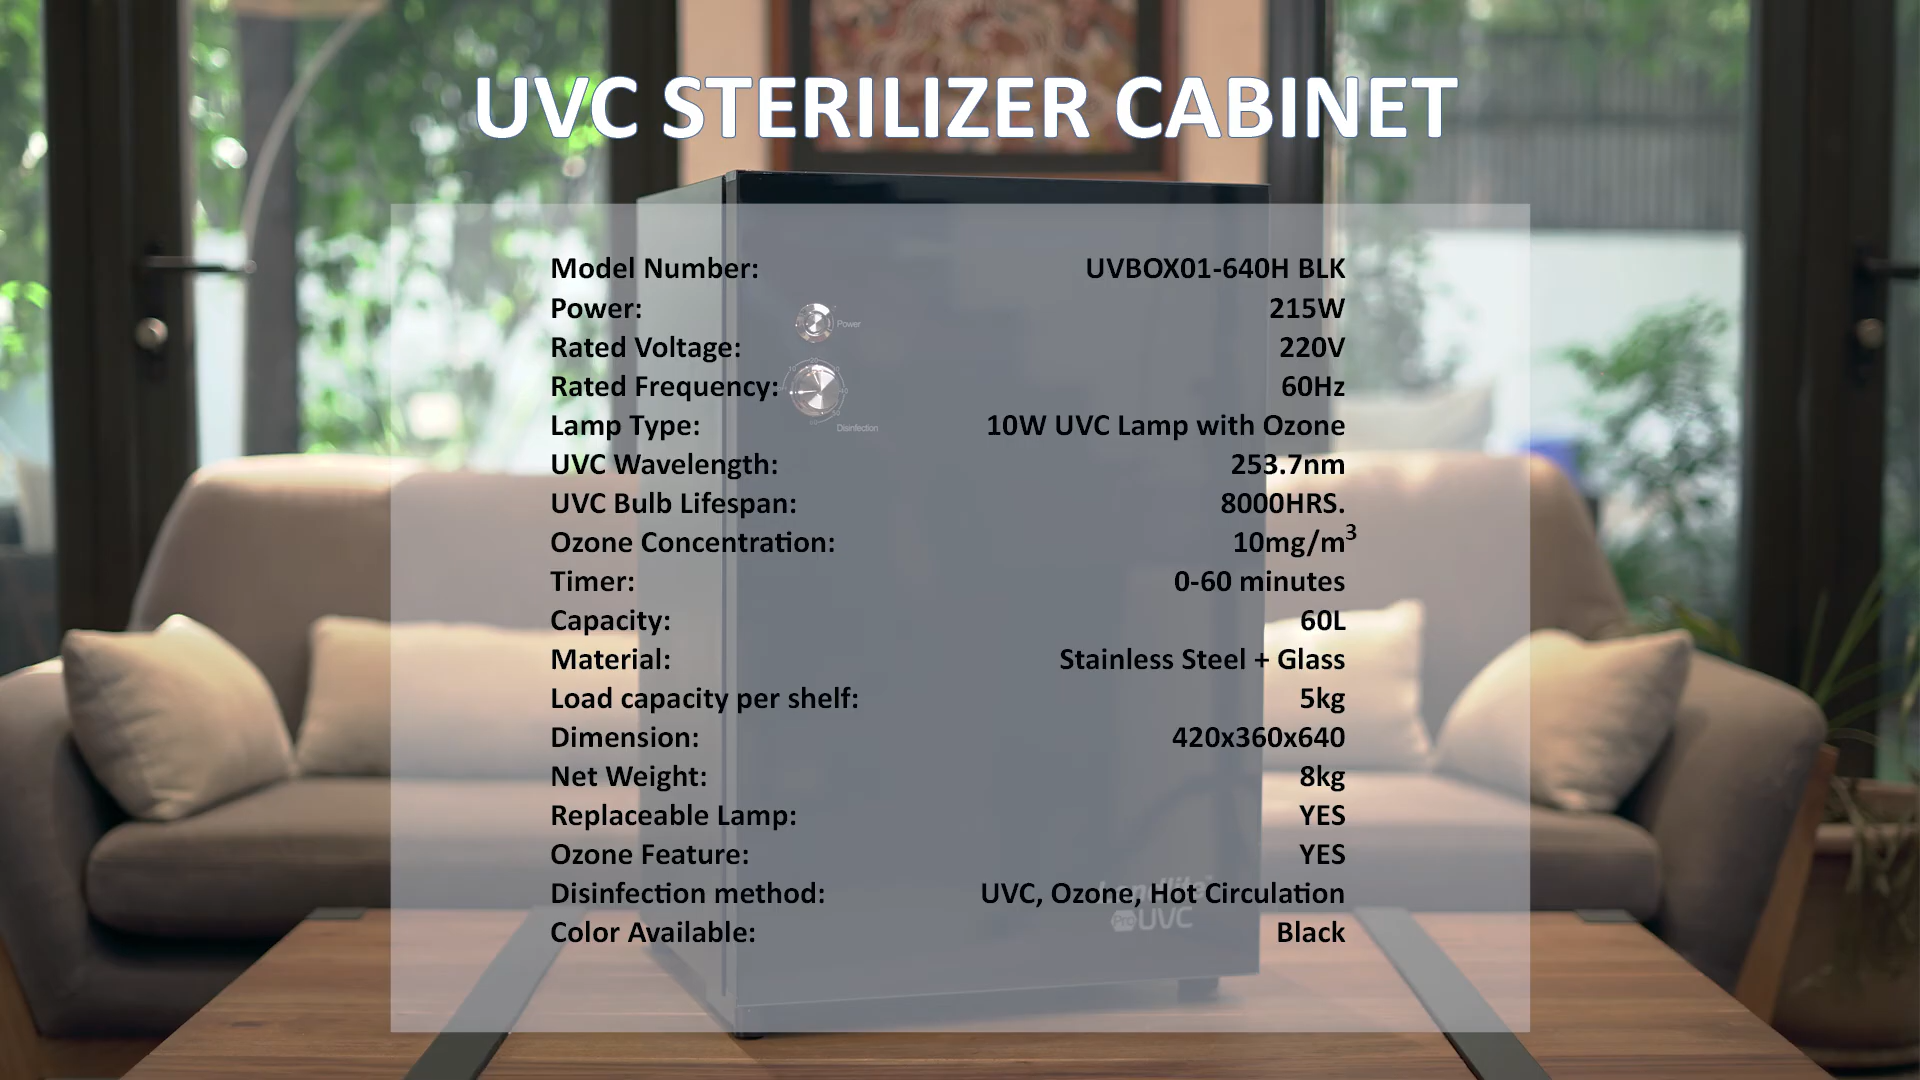 UVC STERILIZER CABINET
Model Number: UVBOX01-640H BLK
Power: 215W
Rated Voltage: 220V
Rated Frequency: 60Hz
Lamp Type: 10W UVC Lamp with Ozone
UVC Wavelength: 253.7nm
UVC Bulb Lifespan: 8000HRS.
Ozone Concentration: 10mg/m³
Timer: 0-60 minutes
Capacity: 60L
Material: Stainless Steel + Glass
Load capacity per shelf: 5kg
Dimension: 420x360x640
Net Weight: 8kg
Replaceable Lamp: YES
Ozone Feature: YES
Disinfection method: UVC, Ozone, Hot Circulation
Color Available: Black
Power
Disinfection
Pro UVC